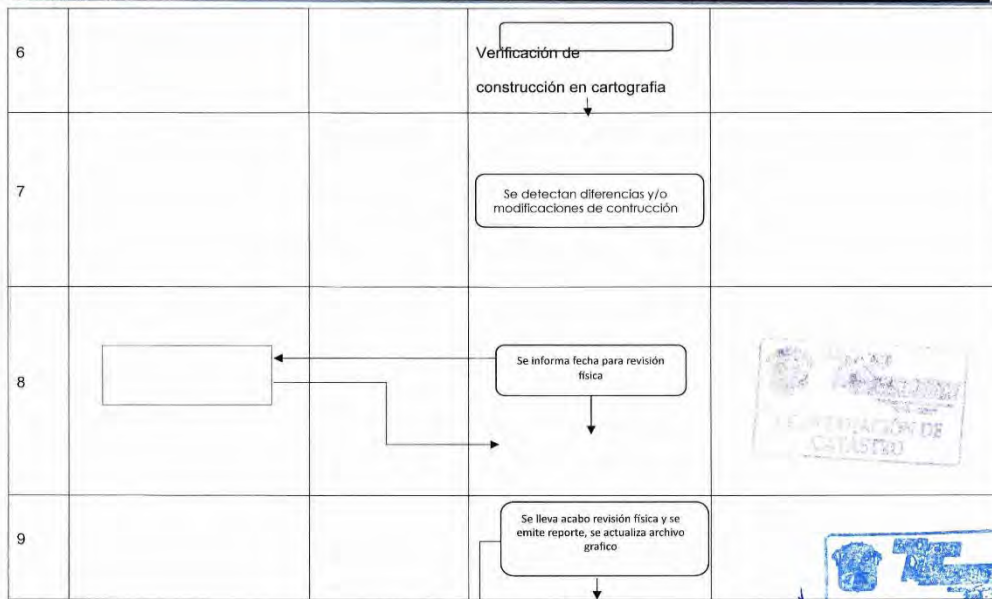 6
Verificación de
construcción en cartografia
7
Se detectan diferencias y/o
modificaciones de contrucción
8
Se informa fecha para revisión
física
DE
CATASTRO
9
Se lleva acabo revisión física y se
emite reporte, se actualiza archivo
grafico